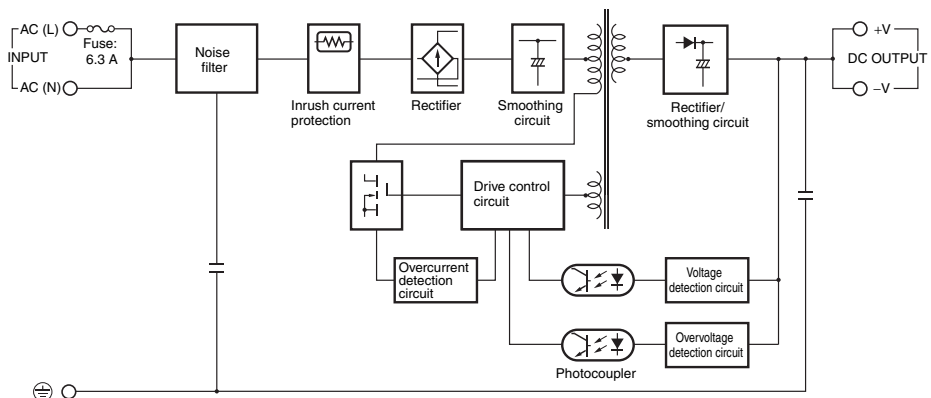 AC (L)
Fuse:
6.3 A
INPUT
AC (N)
Noise
filter
Inrush current
protection
Rectifier
Smoothing
circuit
Rectifier/
smoothing circuit
+V
DC OUTPUT
−V
Drive control
circuit
Overcurrent
detection
circuit
Voltage
detection circuit
Overvoltage
detection circuit
Photocoupler